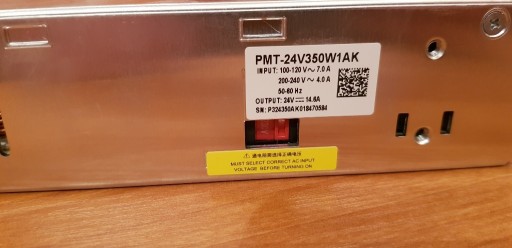 PMT-24V350W1AK
INPUT: 100-120 V～ 7.0 A
200-240 V～ 4.0 A
50-60 Hz
OUTPUT: 24V⎓ 14.6A
SN: P324350AK018470584
MUST SELECT CORRECT AC INPUT
VOLTAGE BEFORE TURNING ON